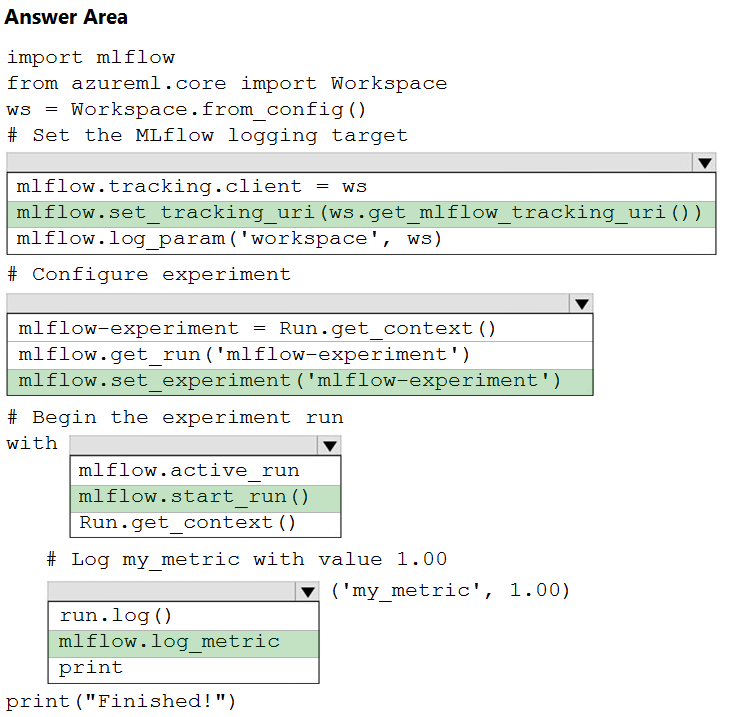 Answer Area
import mlflow
from azureml.core import Workspace
ws = Workspace.from_config()
# Set the MLflow logging target
mlflow.tracking.client = ws
mlflow.set_tracking_uri(ws.get_mlflow_tracking_uri())
mlflow.log_param('workspace', ws)
# Configure experiment
mlflow-experiment = Run.get_context()
mlflow.get_run('mlflow-experiment')
mlflow.set_experiment('mlflow-experiment')
# Begin the experiment run
with
mlflow.active_run
mlflow.start_run()
Run.get_context()
# Log my_metric with value 1.00
('my_metric', 1.00)
run.log()
mlflow.log_metric
print
print("Finished!")